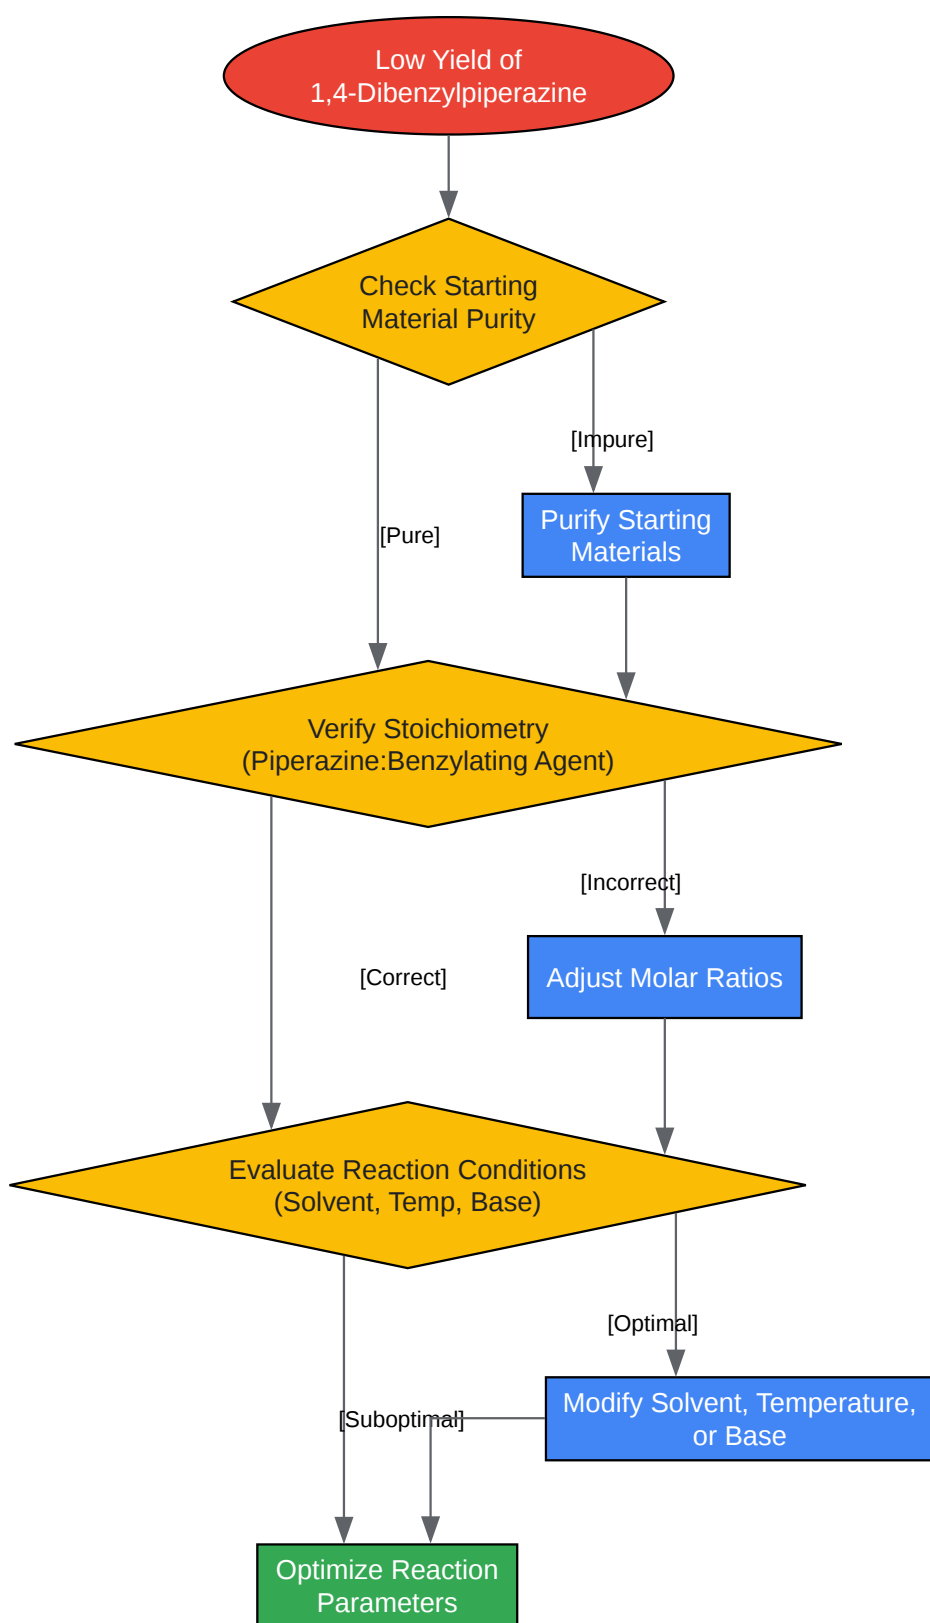 Low Yield of
1,4-Dibenzylpiperazine
Check Starting
Material Purity
[Impure]
[Pure]
Purify Starting
Materials
Verify Stoichiometry
(Piperazine:Benzylating Agent)
[Incorrect]
[Correct]
Adjust Molar Ratios
Evaluate Reaction Conditions
(Solvent, Temp, Base)
[Optimal]
[Suboptimal]
Modify Solvent, Temperature,
or Base
Optimize Reaction
Parameters